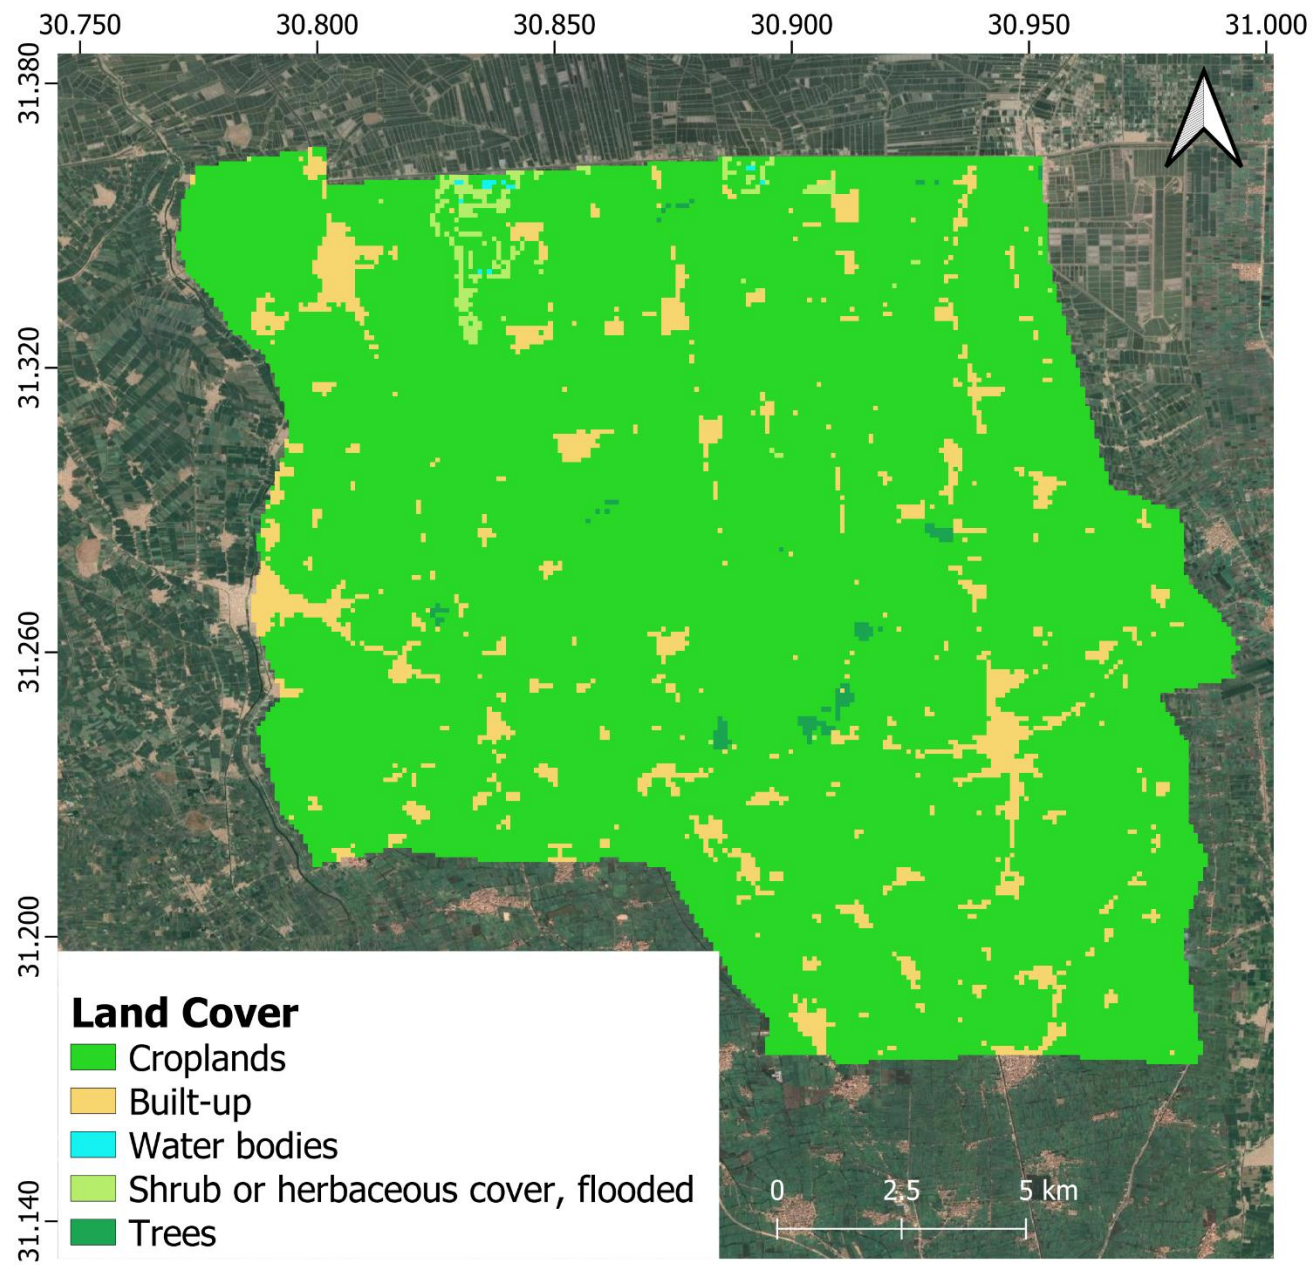 30.750 30.800 30.850 30.900 30.950 31.000
31.380
31.320
31.260
31.200
31.140
Land Cover
Croplands
Built-up
Water bodies
Shrub or herbaceous cover, flooded
Trees
0 2.5 5 km